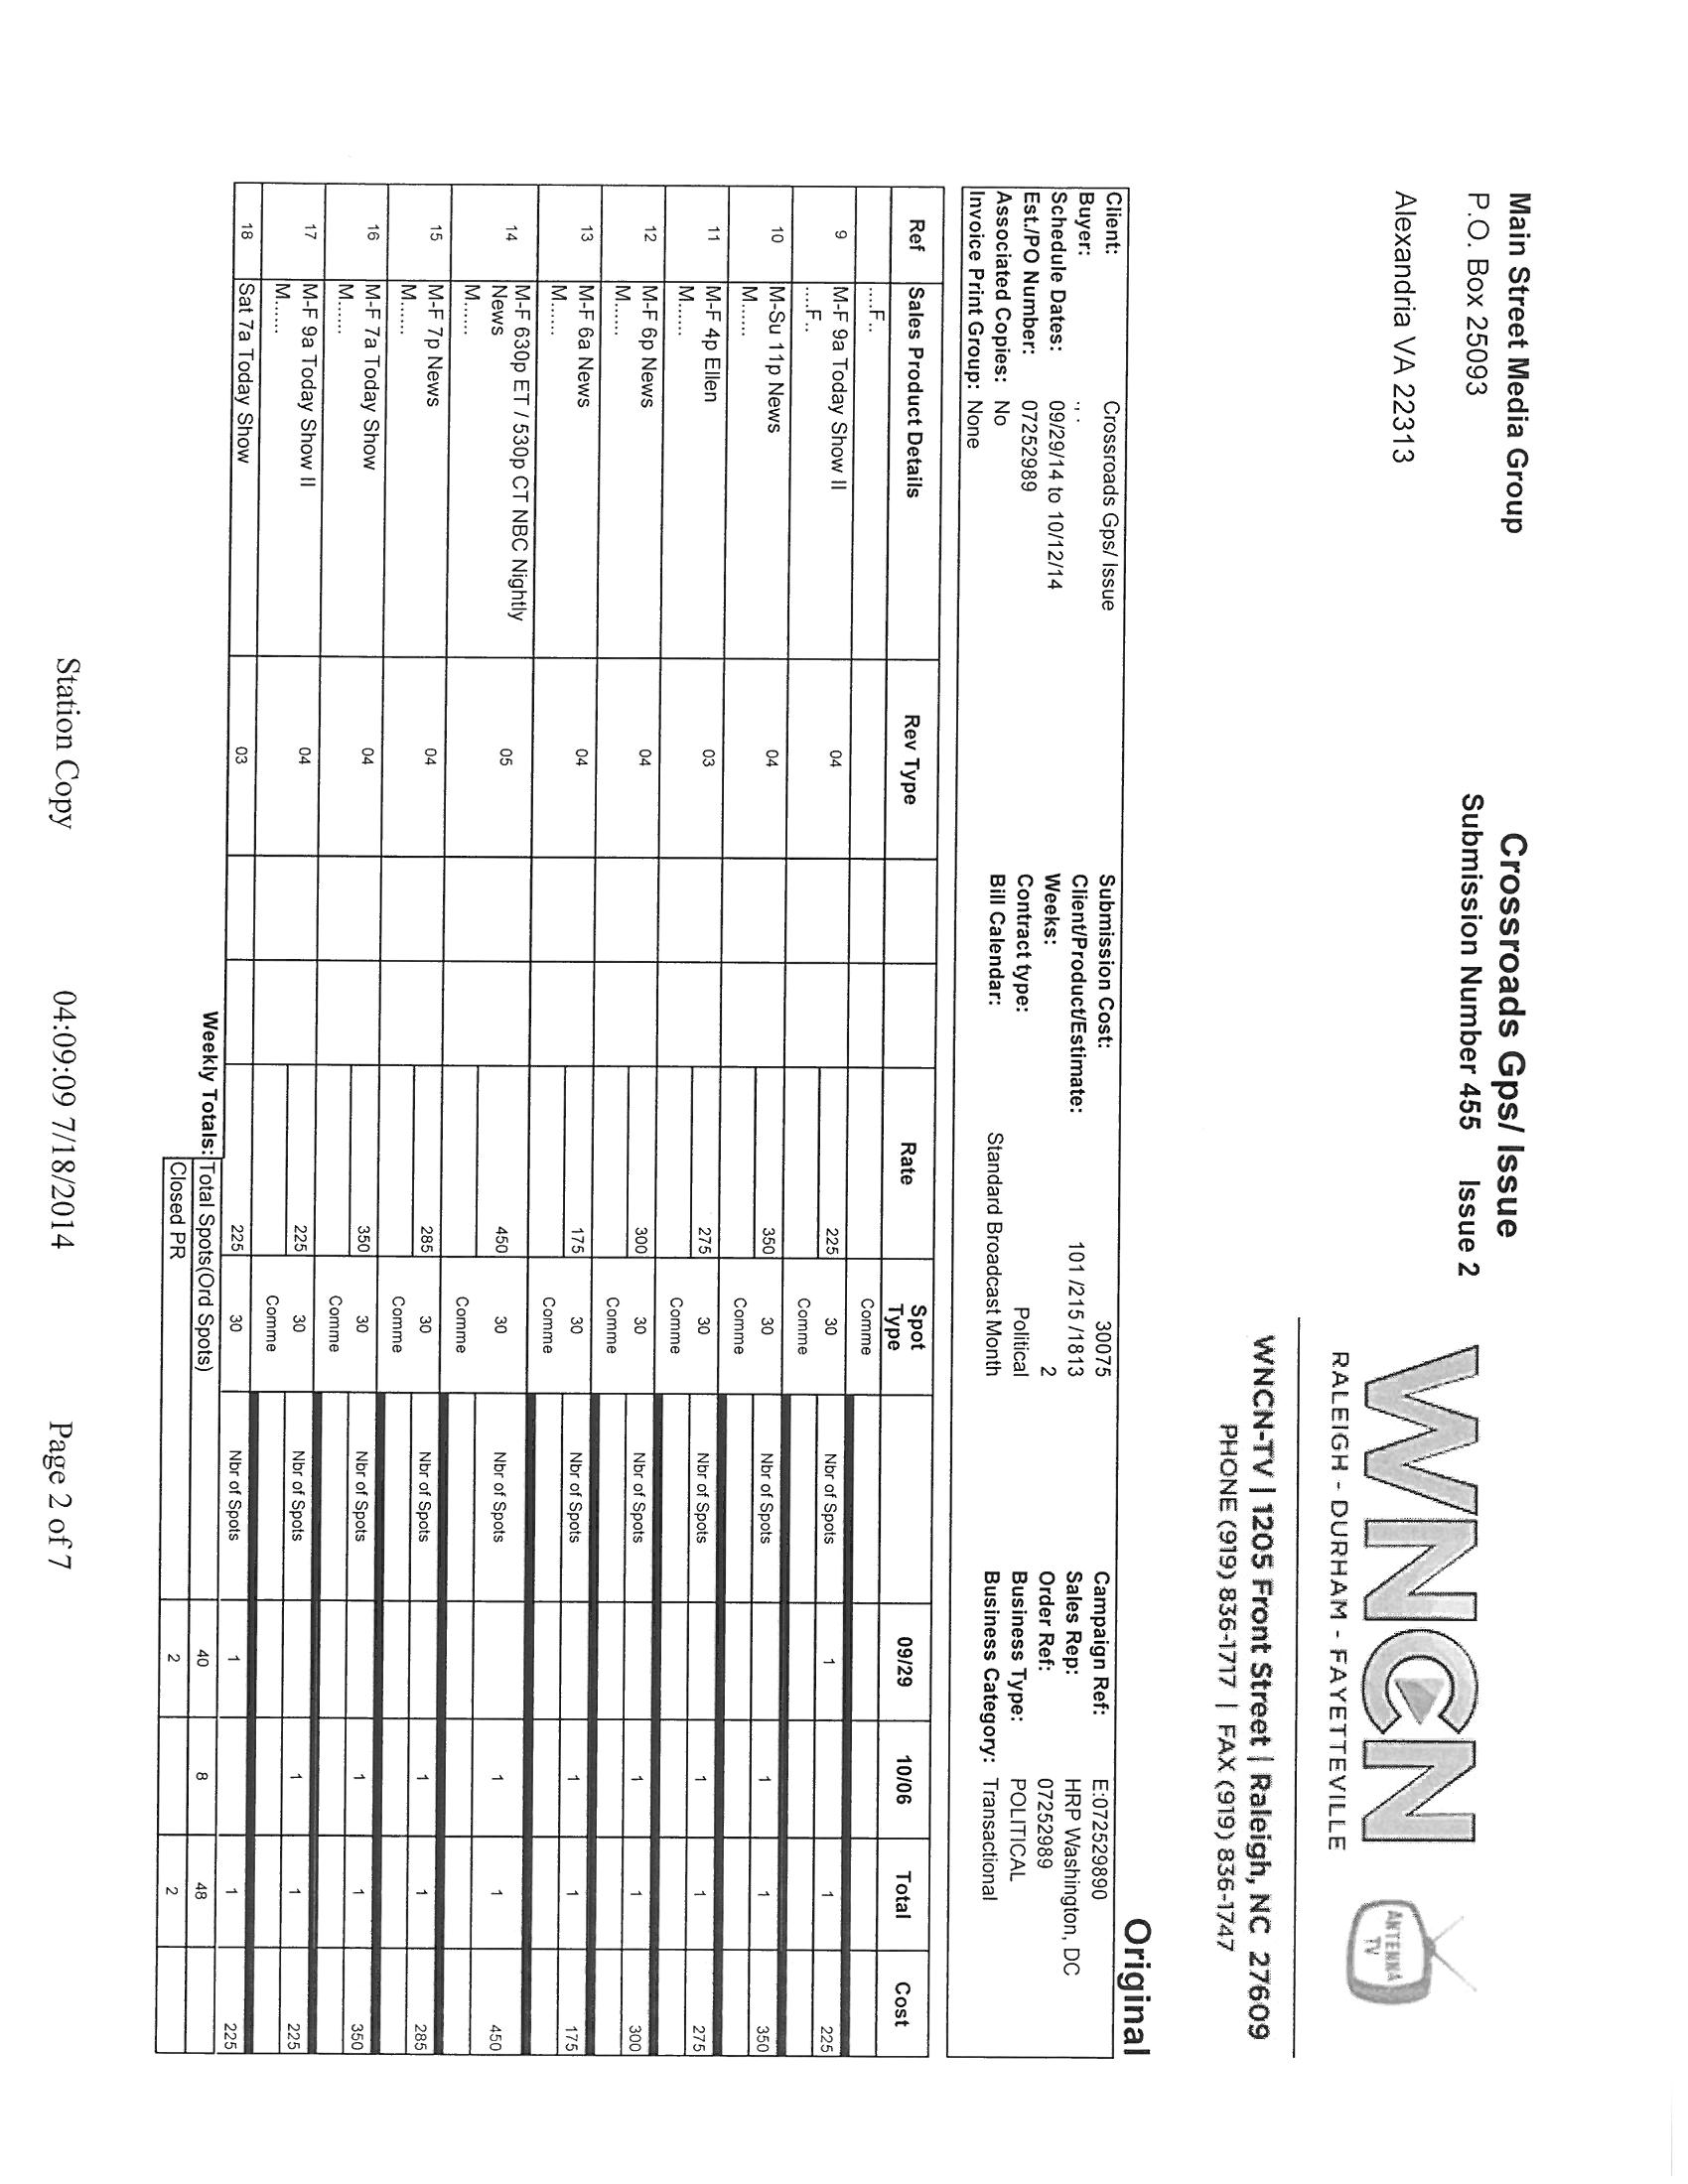 Main Street Media Group
P.O. Box 25093
Alexandria VA 22313
Crossroads Gps/ Issue
Submission Number 455 Issue 2
WNCN
RALEIGH - DURHAM - FAYETTEVILLE
ANTENNA TV
WNCN-TV | 1205 Front Street | Raleigh, NC 27609
PHONE (919) 836-1717 | FAX (919) 836-1747
Original
Client: Crossroads Gps/ Issue Submission Cost: 30075 Campaign Ref: E:072529890
Buyer: ., . Client/Product/Estimate: 101 /215 /1813 Sales Rep: HRP Washington, DC
Schedule Dates: 09/29/14 to 10/12/14 Weeks: 2 Order Ref: 07252989
Est./PO Number: 07252989 Contract type: Political Business Type: POLITICAL
Associated Copies: No Bill Calendar: Standard Broadcast Month Business Category: Transactional
Invoice Print Group: None
Ref Sales Product Details Rev Type Rate Spot Type 09/29 10/06 Total Cost
....F.. Comme
9 M-F 9a Today Show II 04 225 30 Nbr of Spots 1 1 225
....F.. Comme
10 M-Su 11p News 04 350 30 Nbr of Spots 1 1 350
M...... Comme
11 M-F 4p Ellen 03 275 30 Nbr of Spots 1 1 275
M...... Comme
12 M-F 6p News 04 300 30 Nbr of Spots 1 1 300
M...... Comme
13 M-F 6a News 04 175 30 Nbr of Spots 1 1 175
M...... Comme
14 M-F 630p ET / 530p CT NBC Nightly News 05 450 30 Nbr of Spots 1 1 450
M...... Comme
15 M-F 7p News 04 285 30 Nbr of Spots 1 1 285
M...... Comme
16 M-F 7a Today Show 04 350 30 Nbr of Spots 1 1 350
M...... Comme
17 M-F 9a Today Show II 04 225 30 Nbr of Spots 1 1 225
M...... Comme
18 Sat 7a Today Show 03 225 30 Nbr of Spots 1 1 225
Weekly Totals: Total Spots(Ord Spots) 40 8 48
Closed PR 2 2
Station Copy 04:09:09 7/18/2014 Page 2 of 7